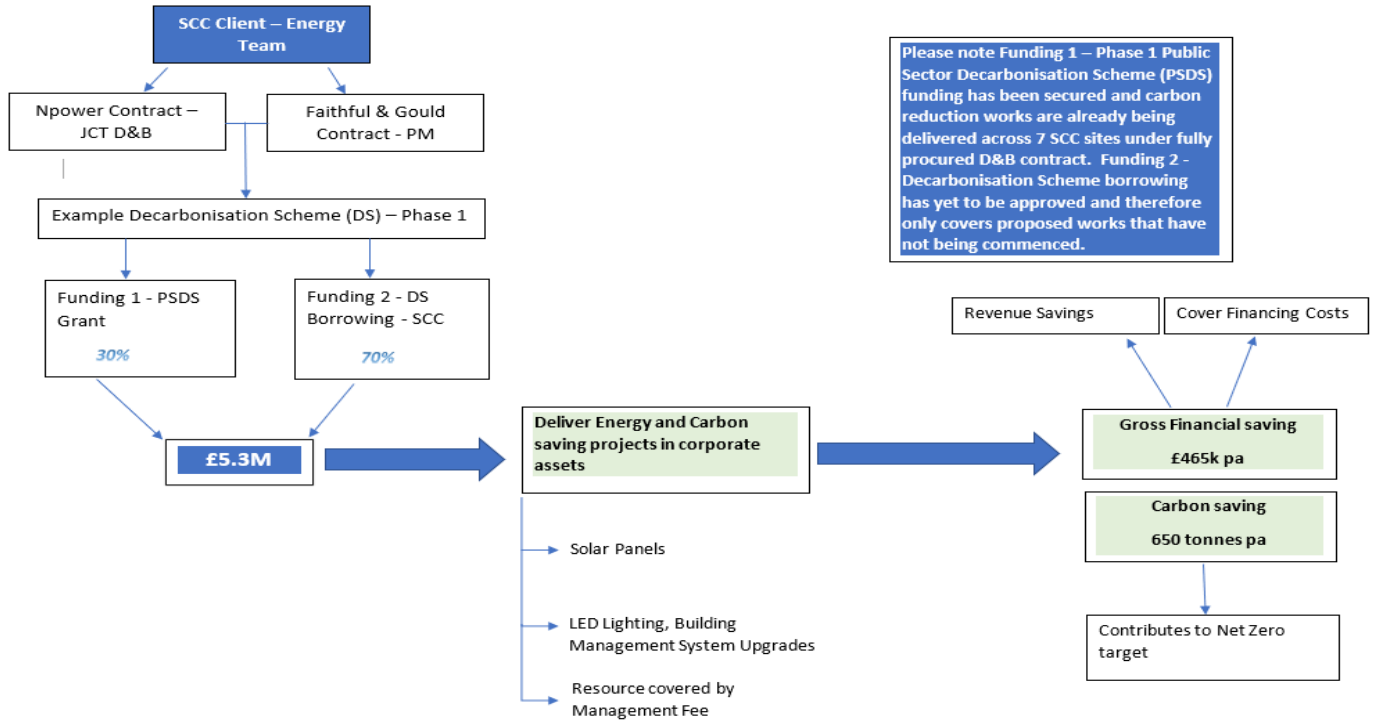 SCC Client – Energy
Team
Npower Contract –
JCT D&B
Faithful & Gould
Contract - PM
Example Decarbonisation Scheme (DS) – Phase 1
Funding 1 - PSDS
Grant
30%
Funding 2 - DS
Borrowing - SCC
70%
£5.3M
Deliver Energy and Carbon
saving projects in corporate
assets
Solar Panels
LED Lighting, Building
Management System Upgrades
Resource covered by
Management Fee
Please note Funding 1 – Phase 1 Public
Sector Decarbonisation Scheme (PSDS)
funding has been secured and carbon
reduction works are already being
delivered across 7 SCC sites under fully
procured D&B contract.  Funding 2 -
Decarbonisation Scheme borrowing
has yet to be approved and therefore
only covers proposed works that have
not being commenced.
Revenue Savings
Cover Financing Costs
Gross Financial saving
£465k pa
Carbon saving
650 tonnes pa
Contributes to Net Zero
target